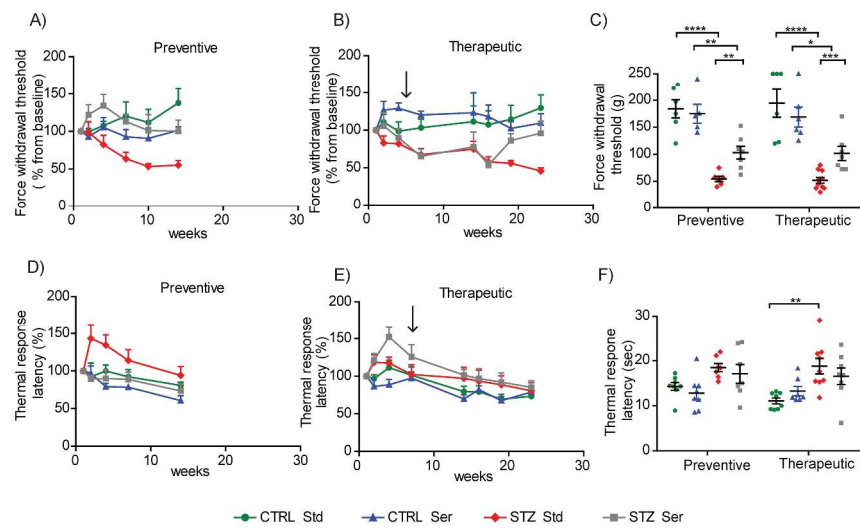 A)
Preventive
Force withdrawal threshold
( % from baseline)
200
150
100
50
0
0
10
20
30
weeks
B)
Therapeutic
Force withdrawal threshold
(% from baseline)
200
150
100
50
0
0
10
20
30
weeks
C)
Force withdrawal
threshold (g)
300
250
200
150
100
50
0
****
**
**
****
*
***
Preventive
Therapeutic
D)
Preventive
Thermal response
latency (%)
200
150
100
50
0
0
10
20
30
weeks
E)
Therapeutic
Thermal response
latency (%)
200
150
100
50
0
0
10
20
30
weeks
F)
Thermal respone
latency (sec)
30
20
10
0
**
Preventive
Therapeutic
CTRL Std
CTRL Ser
STZ Std
STZ Ser